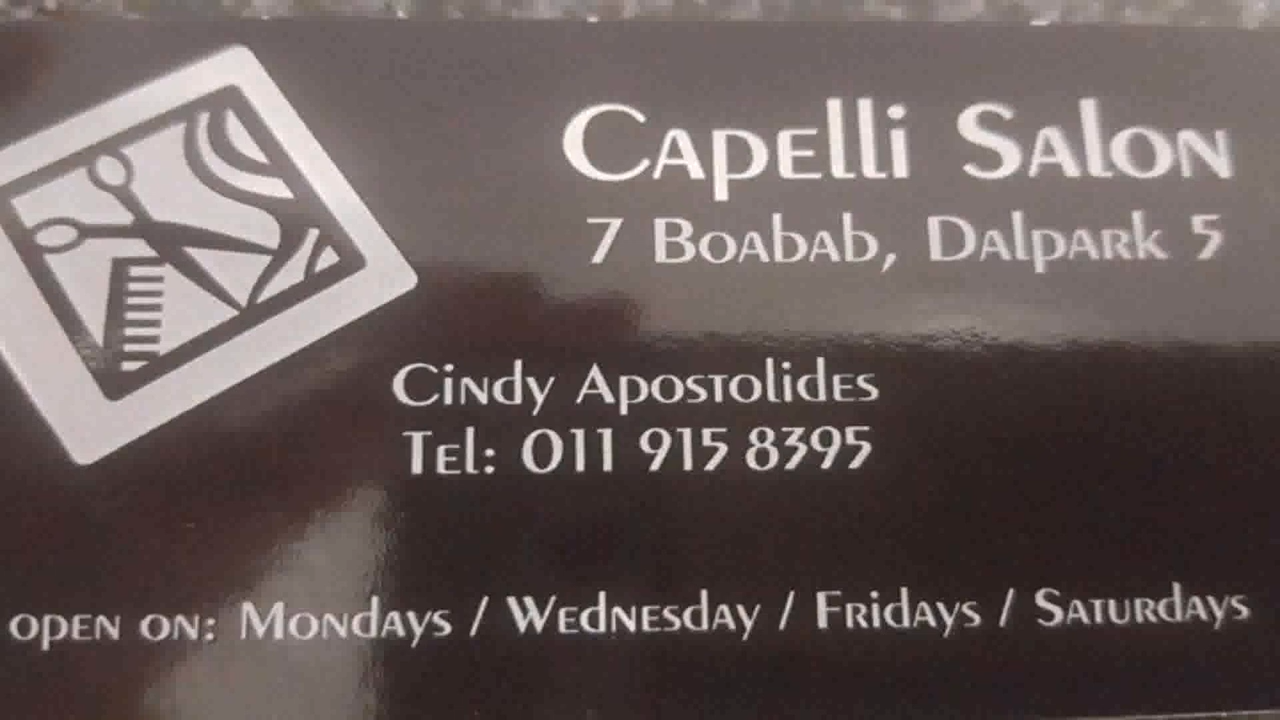 Capelli Salon
7 Boabab, Dalpark 5
Cindy Apostolides
Tel: 011 915 8395
open on: Mondays / Wednesday / Fridays / Saturdays